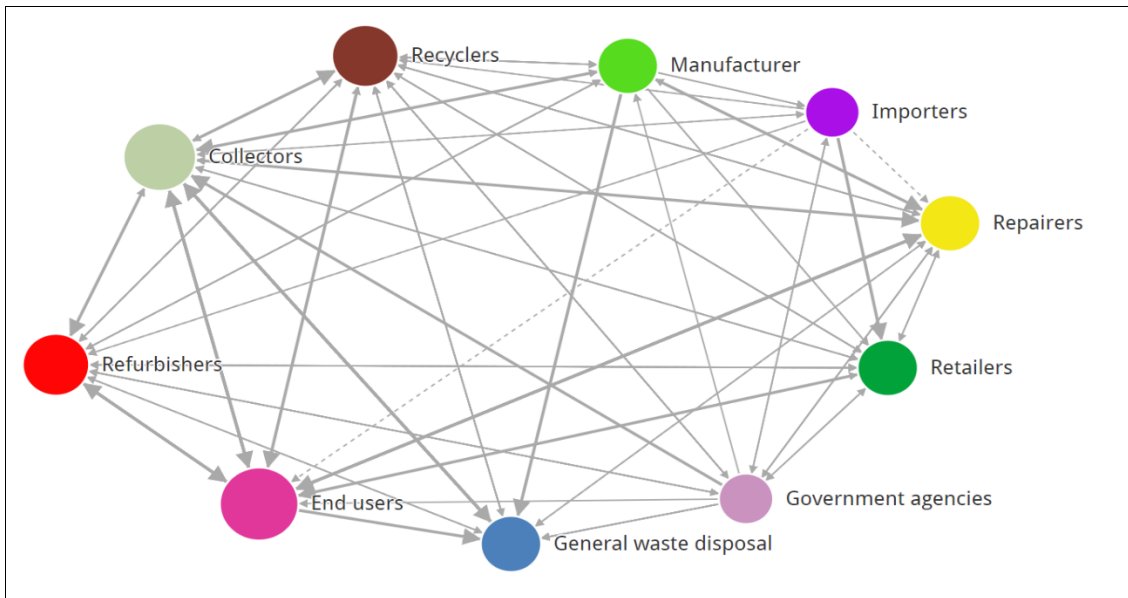 Recyclers
Manufacturer
Importers
Collectors
Repairers
Refurbishers
Retailers
End users
Government agencies
General waste disposal